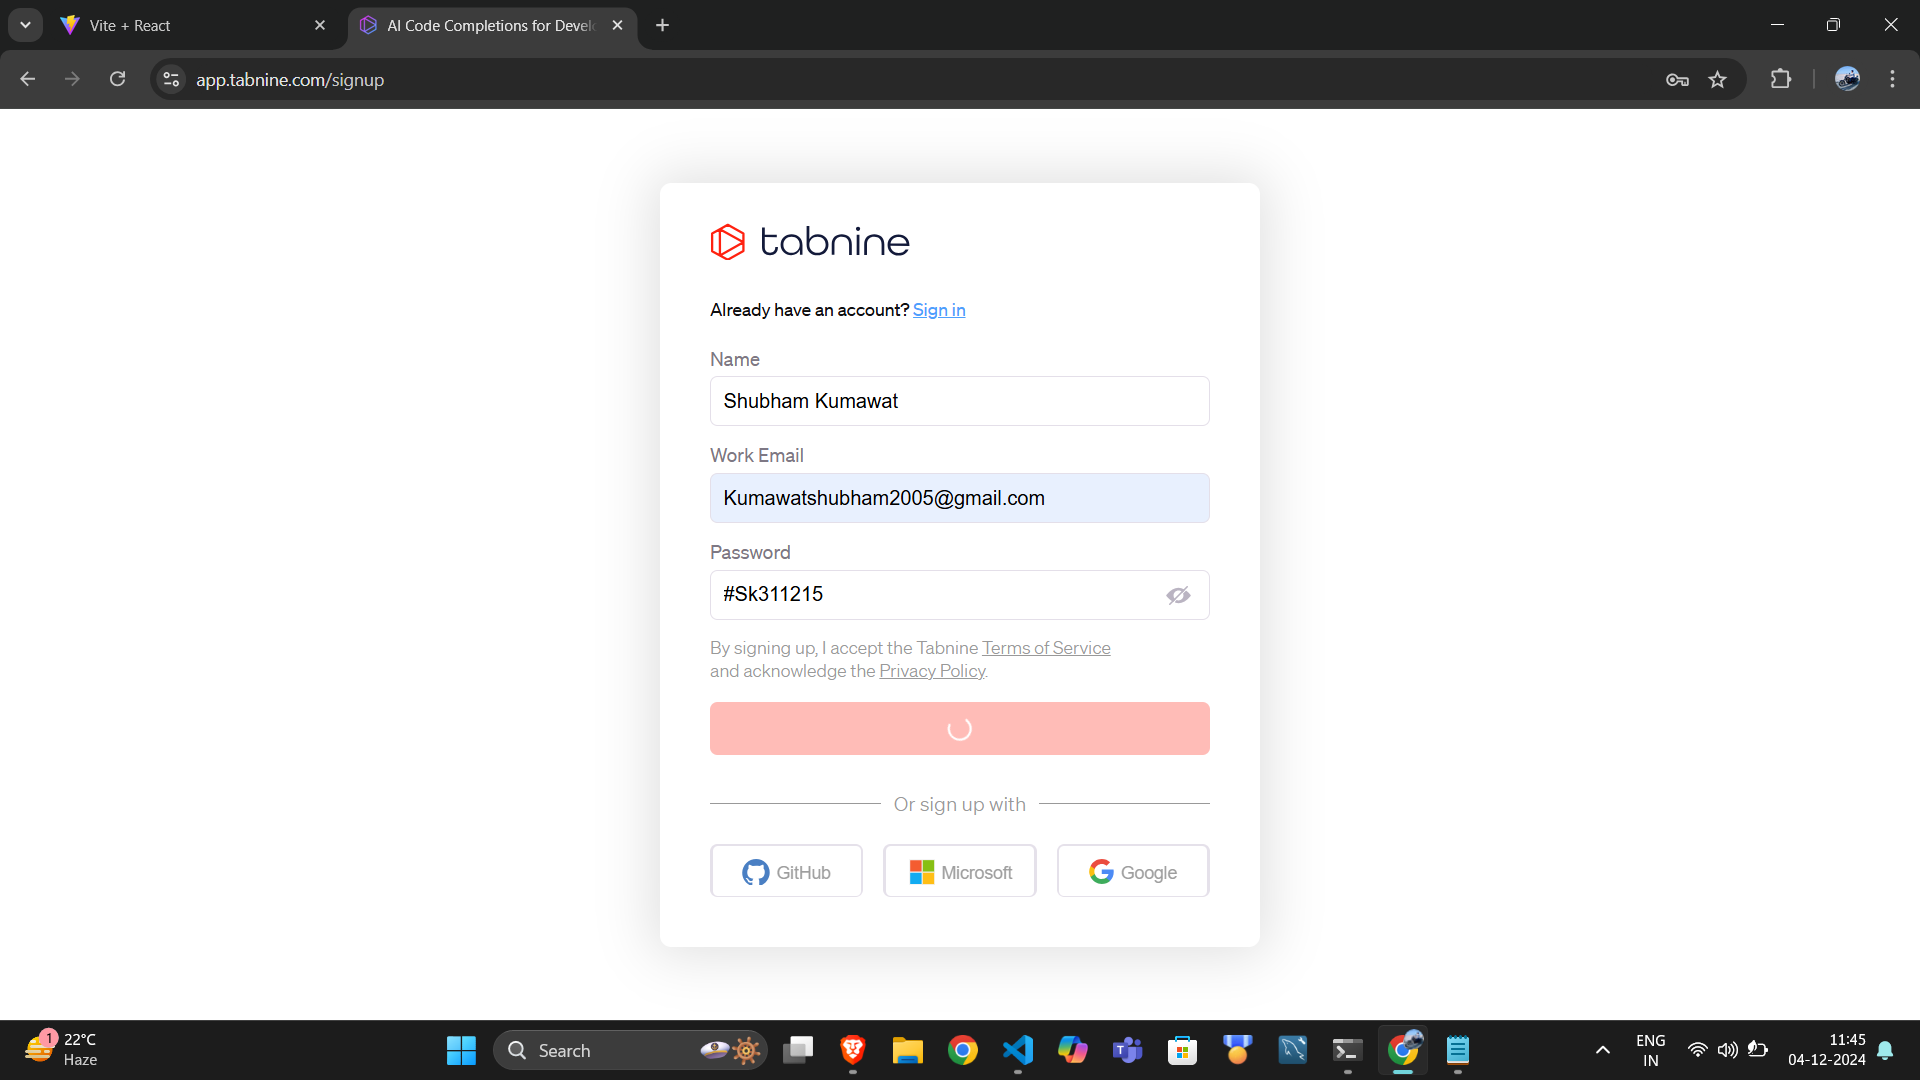 Vite + React
AI Code Completions for Devel
app.tabnine.com/signup
tabnine
Already have an account? Sign in
Name
Shubham Kumawat
Work Email
Kumawatshubham2005@gmail.com
Password
#Sk311215
By signing up, I accept the Tabnine Terms of Service
and acknowledge the Privacy Policy.
Or sign up with
GitHub
Microsoft
Google
1
22°C
Haze
Search
ENG
IN
11:45
04-12-2024